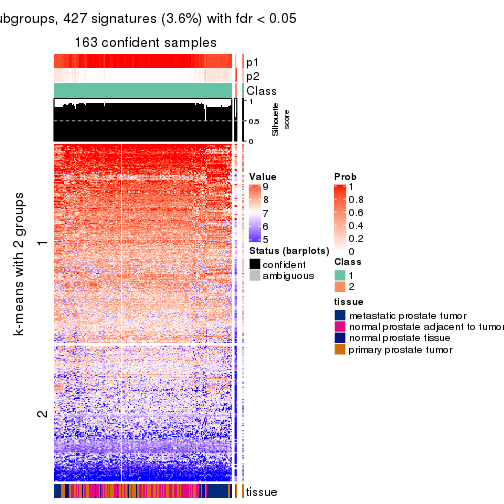 ubgroups, 427 signatures (3.6%) with fdr < 0.05
163 confident samples
p1
p2
Class
1
0.5
0
Silhouette
score
k-means with 2 groups
1
2
tissue
Value
9
8
7
6
5
Status (barplots)
confident
ambiguous
Prob
1
0.8
0.6
0.4
0.2
0
Class
1
2
tissue
metastatic prostate tumor
normal prostate adjacent to tumor
normal prostate tissue
primary prostate tumor